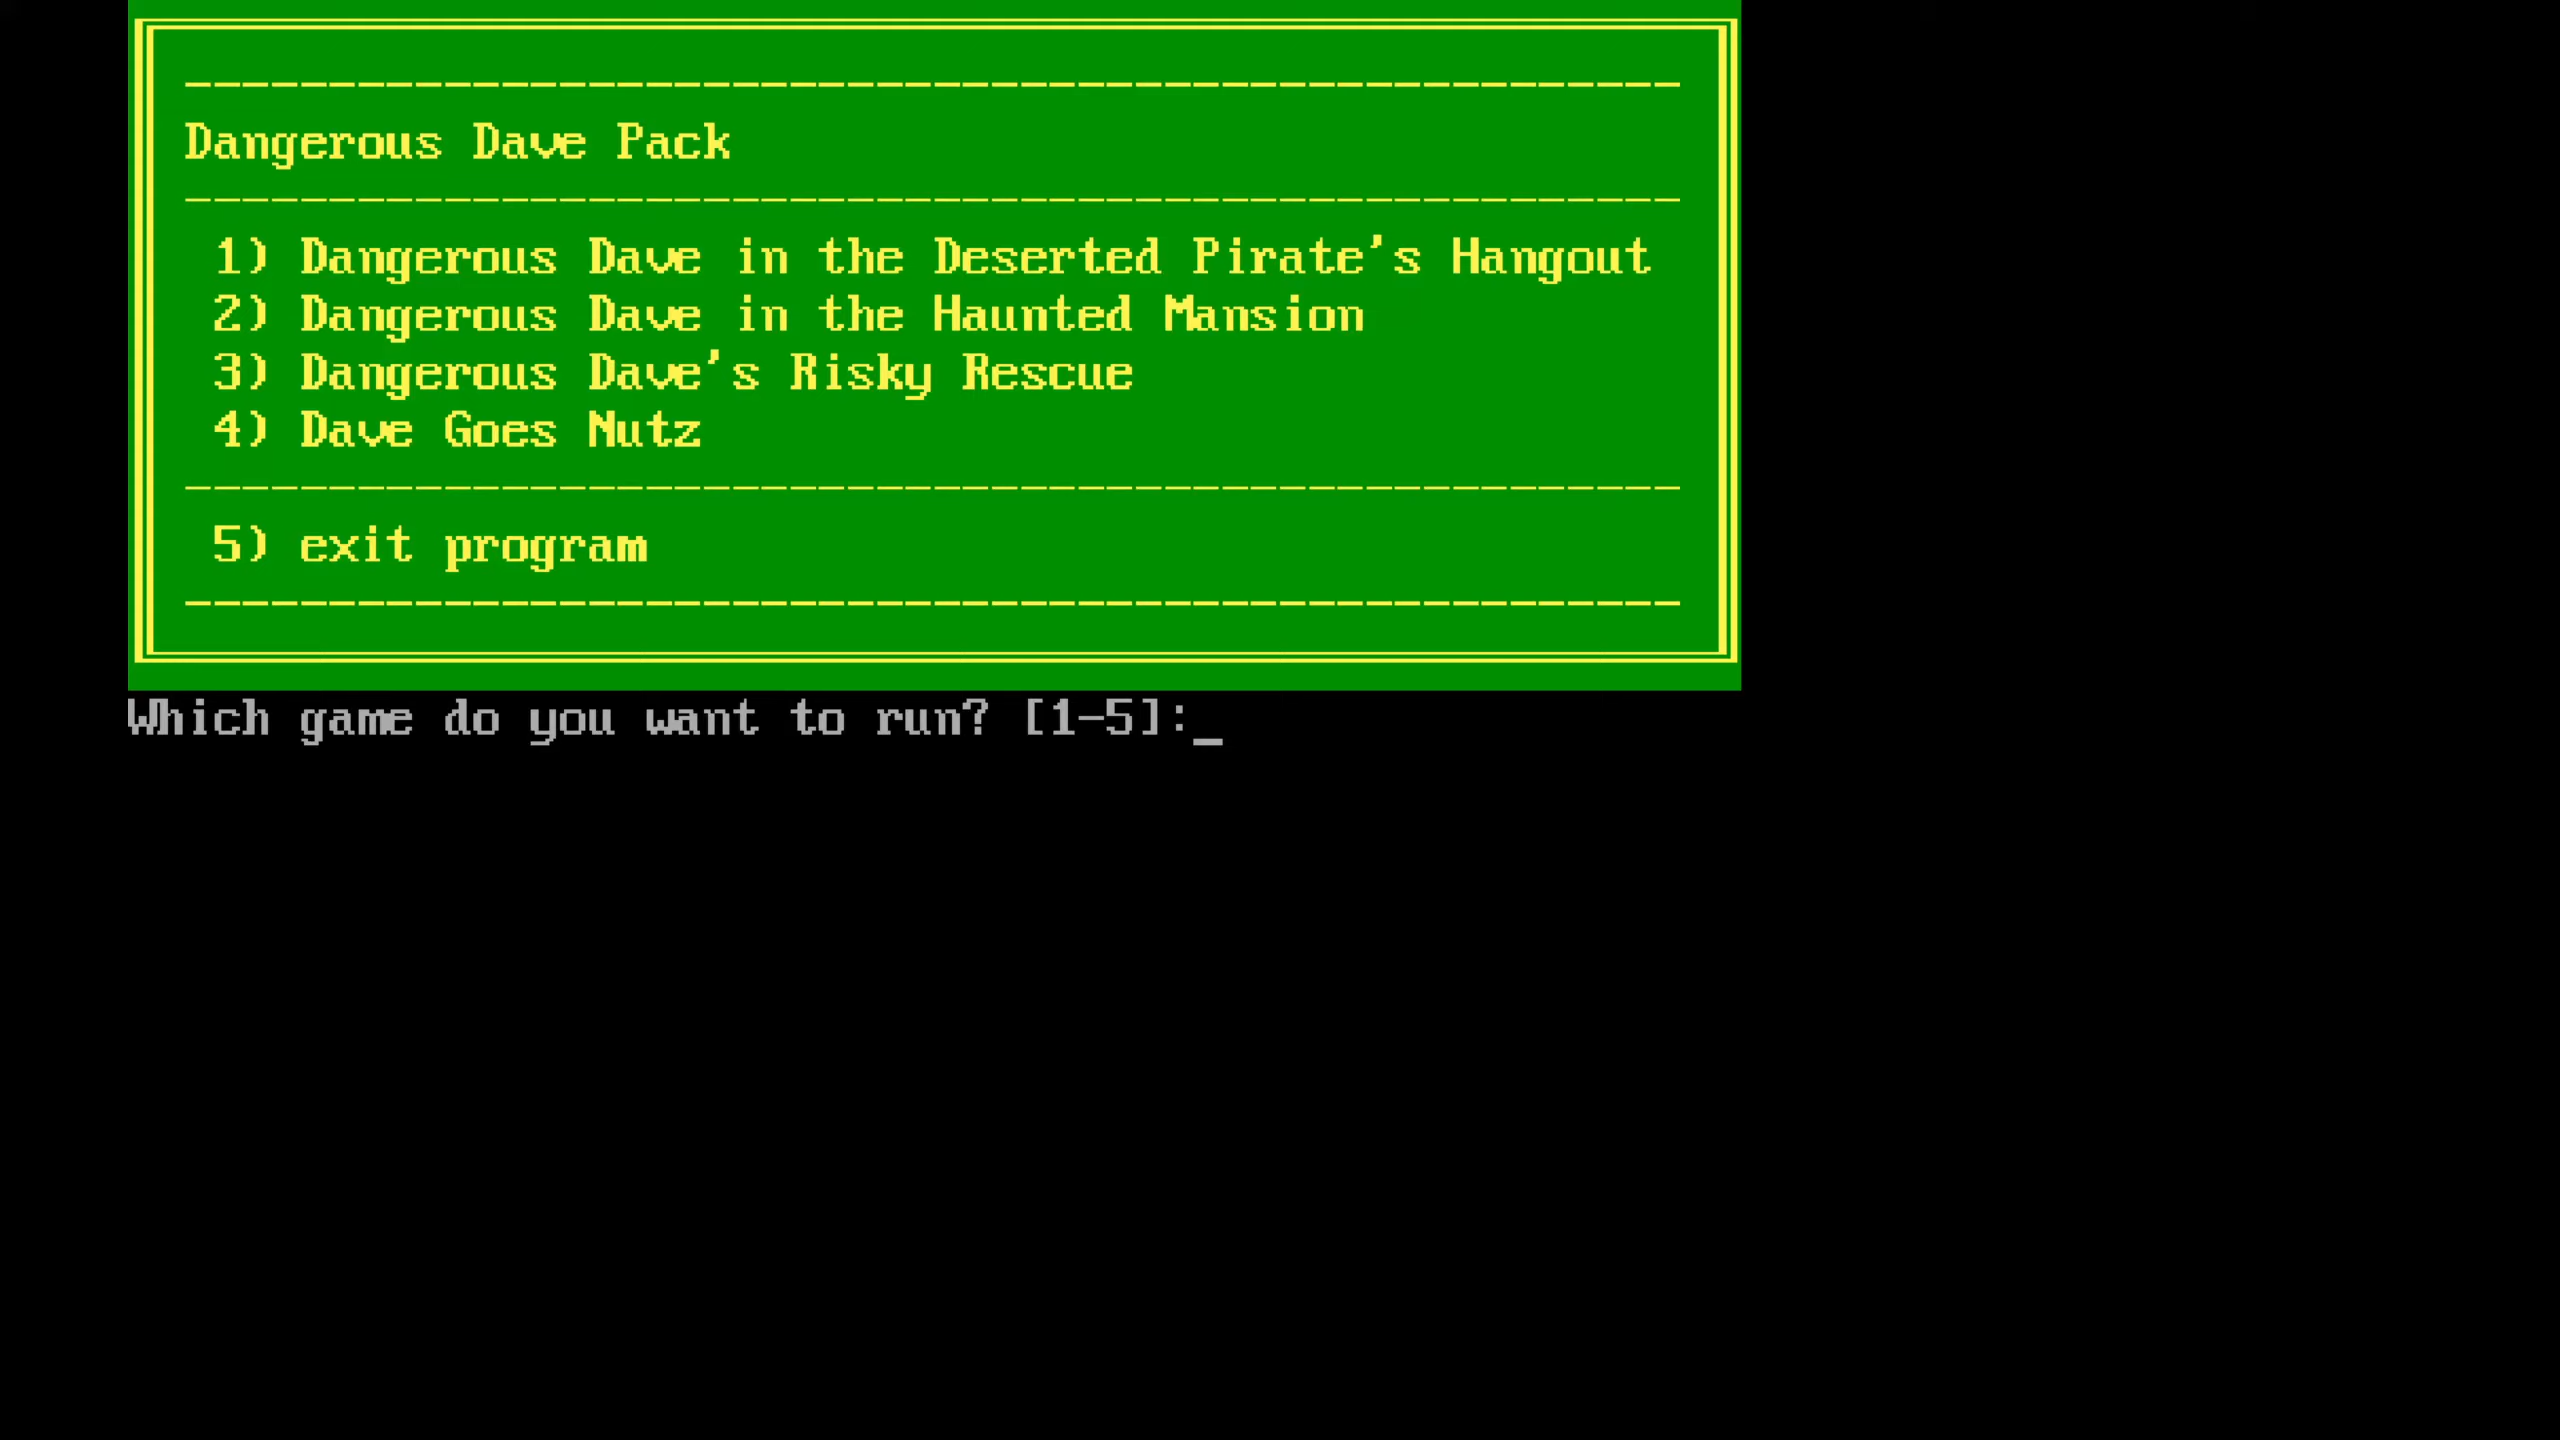 Dangerous Dave Pack
1) Dangerous Dave in the Deserted Pirate's Hangout
2) Dangerous Dave in the Haunted Mansion
3) Dangerous Dave's Risky Rescue
4) Dave Goes Nutz
5) exit program
Which game do you want to run? [1-5]:_